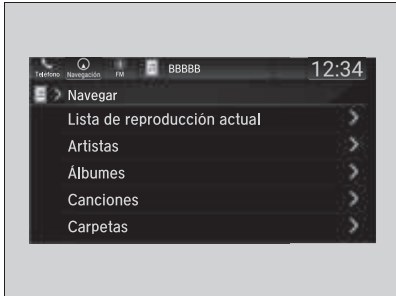 Teléfono Navegación FM BBBBB 12:34
Navegar
Lista de reproducción actual
Artistas
Álbumes
Canciones
Carpetas